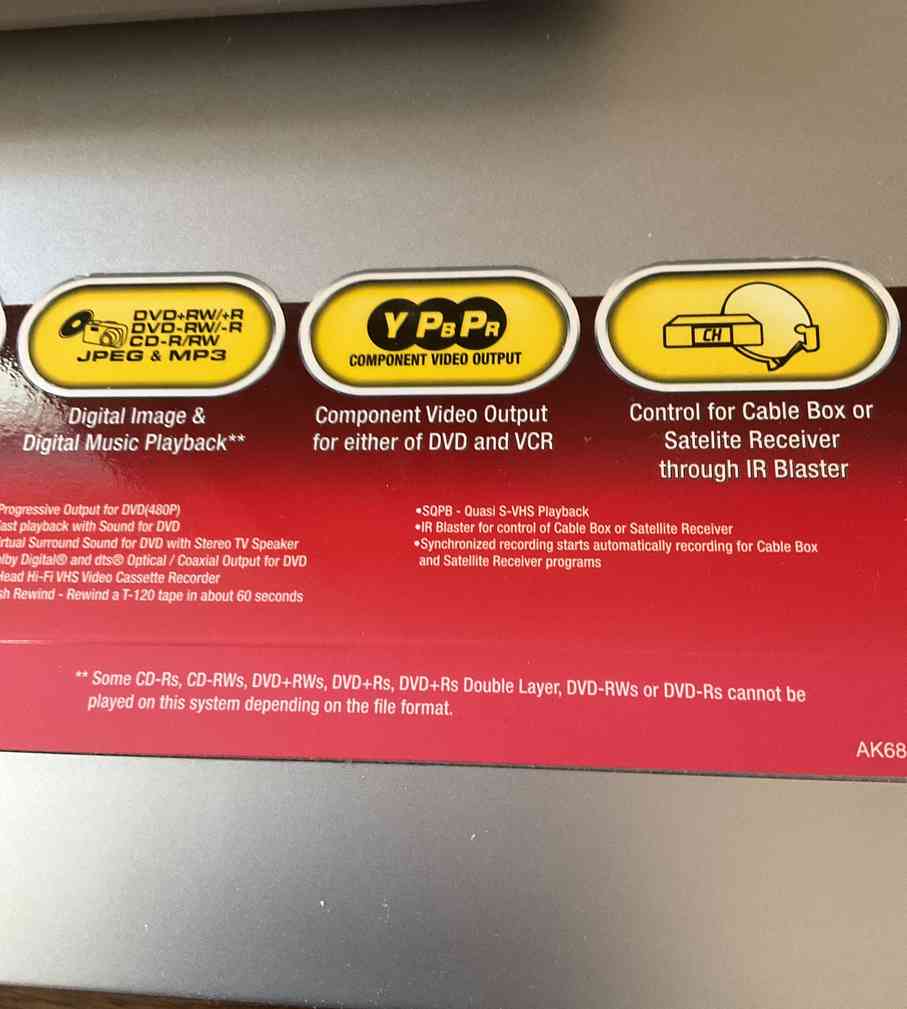 DVD+RW/+R
DVD-RW/-R
CD-R/RW
JPEG & MP3
Digital Image &
Digital Music Playback**
Y PB PR
COMPONENT VIDEO OUTPUT
Component Video Output
for either of DVD and VCR
CH
Control for Cable Box or
Satelite Receiver
through IR Blaster
Progressive Output for DVD(480P)
playback with Sound for DVD
Surround Sound for DVD with Stereo TV Speaker
Digital® and dts® Optical / Coaxial Output for DVD
Head Hi-Fi VHS Video Cassette Recorder
Rewind - Rewind a T-120 tape in about 60 seconds
•SQPB - Quasi S-VHS Playback
•IR Blaster for control of Cable Box or Satellite Receiver
•Synchronized recording starts automatically recording for Cable Box
and Satellite Receiver programs
** Some CD-Rs, CD-RWs, DVD+RWs, DVD+Rs, DVD+Rs Double Layer, DVD-RWs or DVD-Rs cannot be
played on this system depending on the file format.
AK68